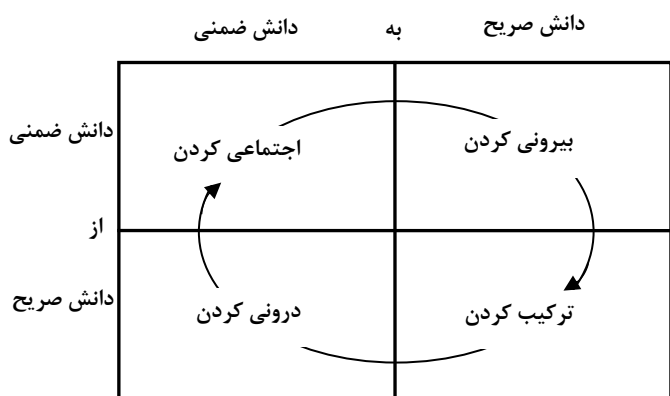 دانش صریح
به
دانش ضمنی
دانش ضمنی
بیرونی کردن
اجتماعی کردن
از
دانش صریح
ترکیب کردن
درونی کردن